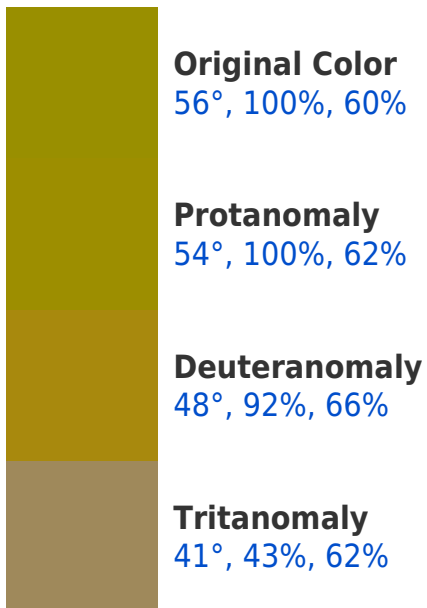 Original Color
56°, 100%, 60%
Protanomaly
54°, 100%, 62%
Deuteranomaly
48°, 92%, 66%
Tritanomaly
41°, 43%, 62%